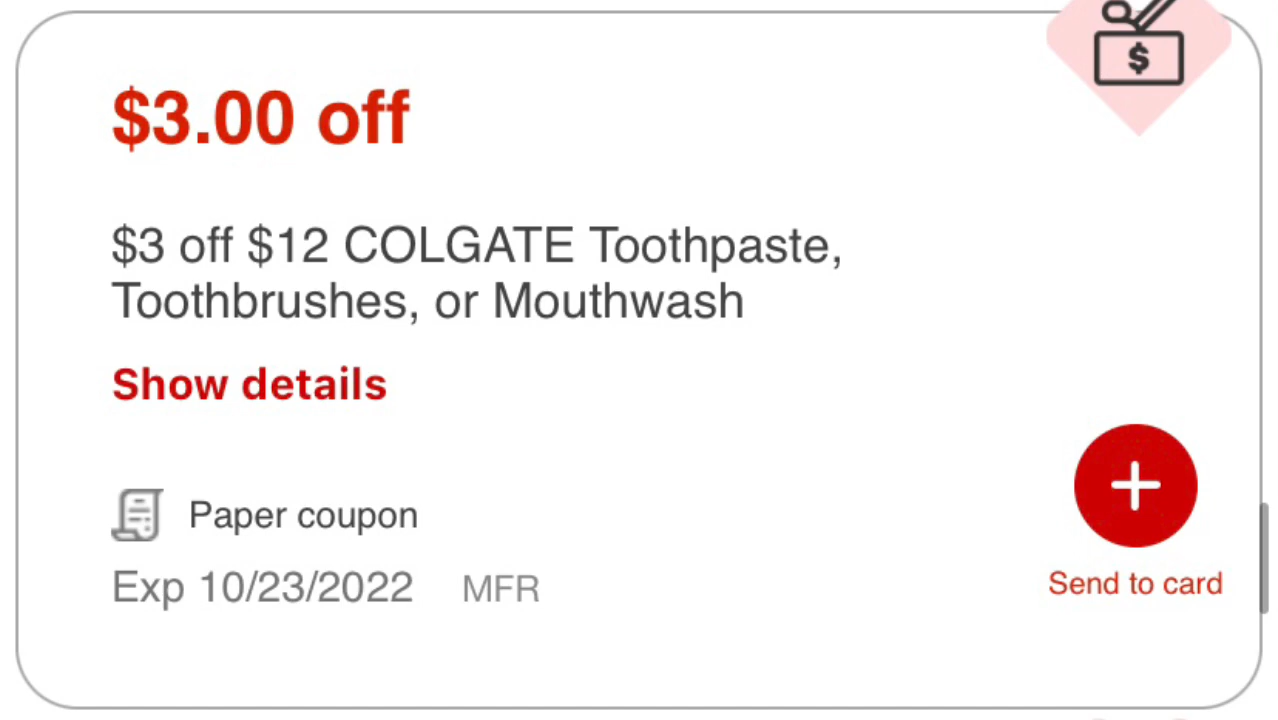 $
$3.00 off
$3 off $12 COLGATE Toothpaste,
Toothbrushes, or Mouthwash
Show details
Paper coupon
Exp 10/23/2022 MFR
Send to card